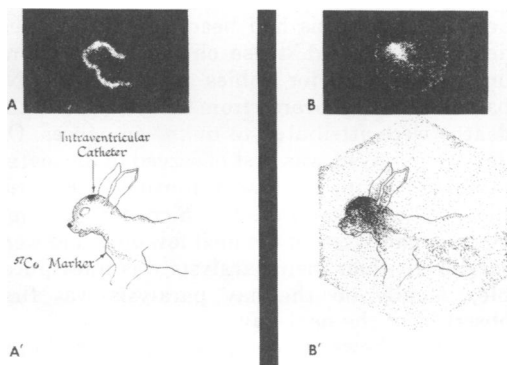 A
B
Intraventricular
Catheter
⁵⁷Co Marker
A'
B'